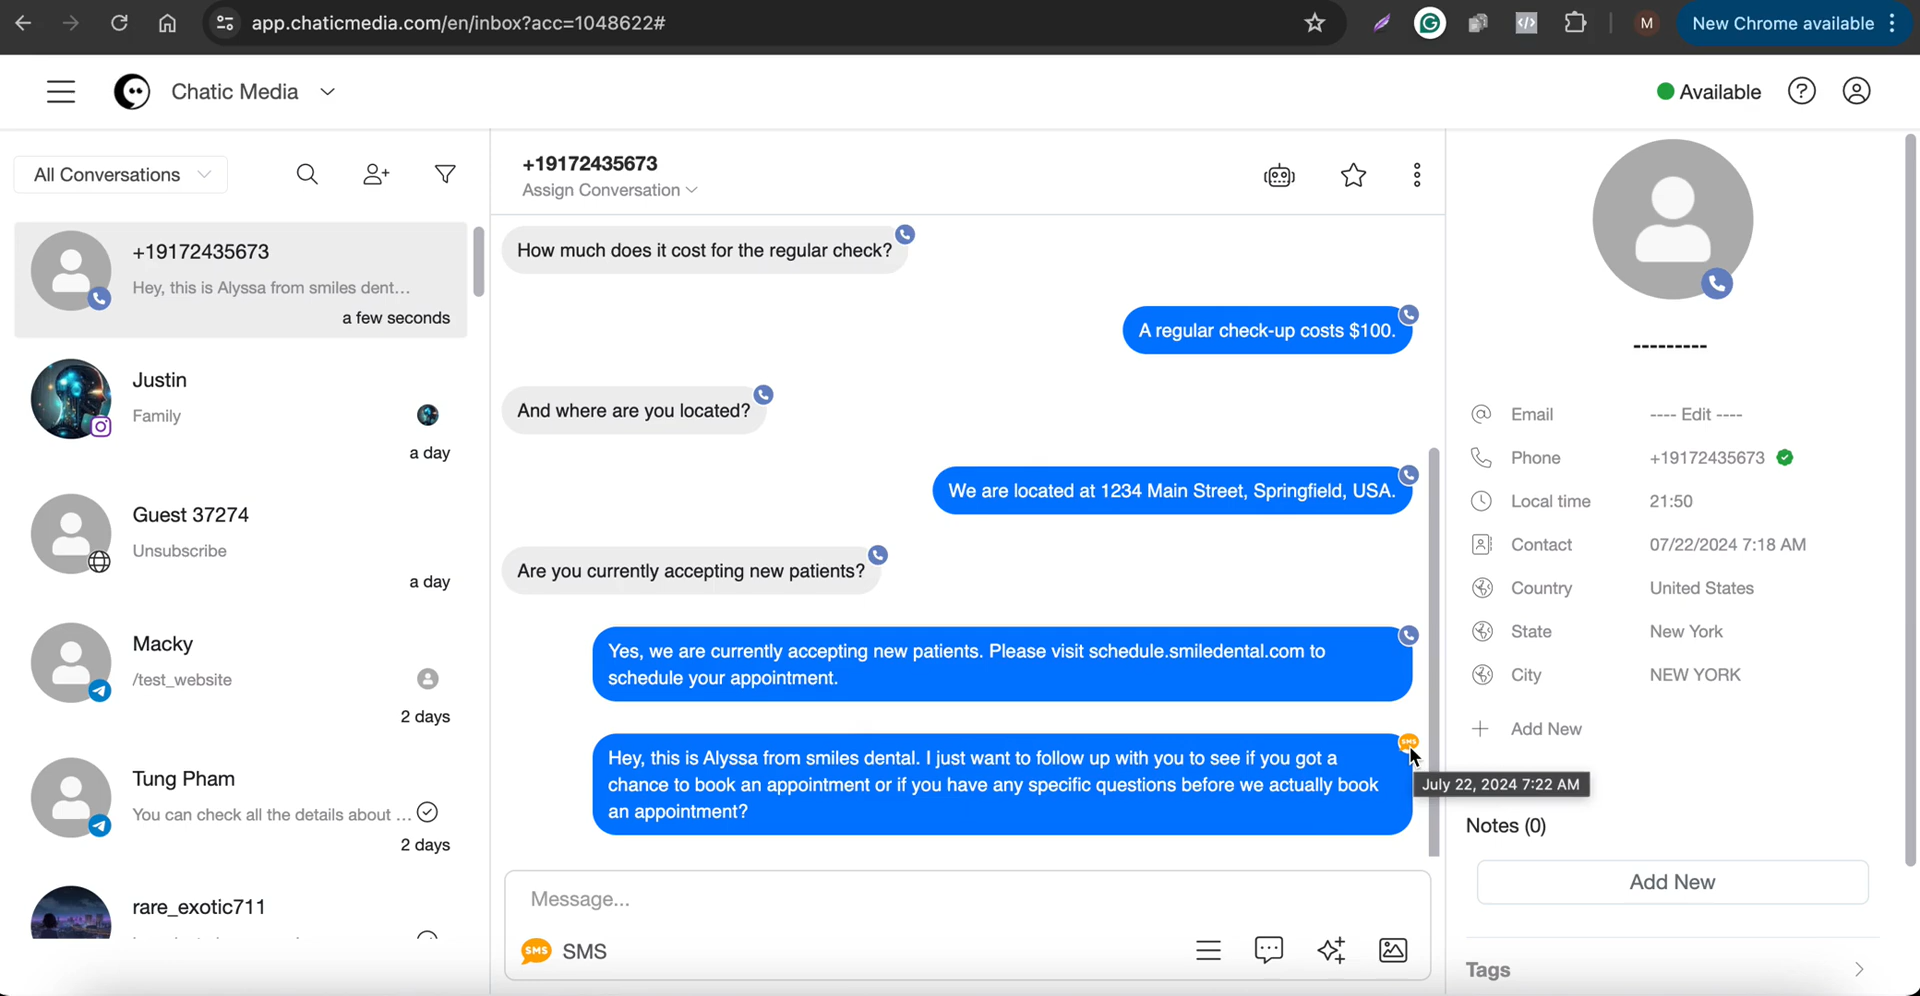 app.chaticmedia.com/en/inbox?acc=1048622#
M
New Chrome available
Chatic Media
Available
All Conversations
+19172435673
Hey, this is Alyssa from smiles dent...
a few seconds
Justin
Family
a day
Guest 37274
Unsubscribe
a day
Macky
/test_website
2 days
Tung Pham
You can check all the details about ...
2 days
rare_exotic711
+19172435673
Assign Conversation
How much does it cost for the regular check?
A regular check-up costs $100.
And where are you located?
We are located at 1234 Main Street, Springfield, USA.
Are you currently accepting new patients?
Yes, we are currently accepting new patients. Please visit schedule.smiledental.com to
schedule your appointment.
Hey, this is Alyssa from smiles dental. I just want to follow up with you to see if you got a
chance to book an appointment or if you have any specific questions before we actually book
an appointment?
SMS
July 22, 2024 7:22 AM
Message...
SMS SMS
---------
Email ---- Edit ----
Phone +19172435673
Local time 21:50
Contact 07/22/2024 7:18 AM
Country United States
State New York
City NEW YORK
+ Add New
Notes (0)
Add New
Tags